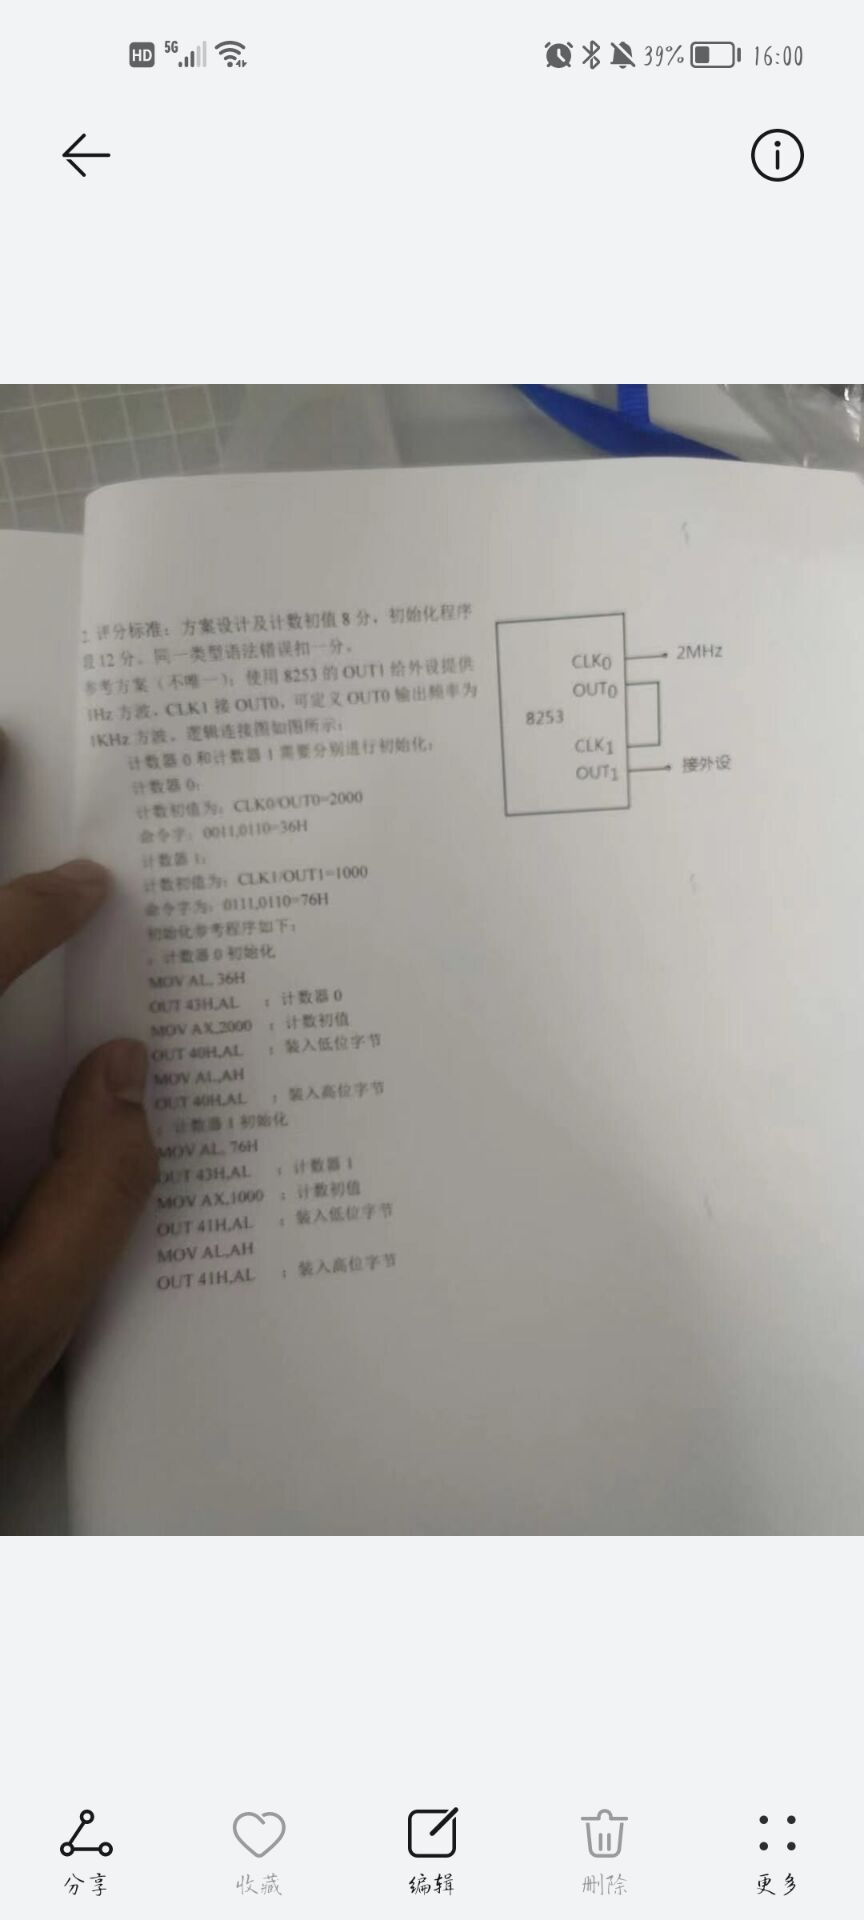 HD 5G 39% 16:00
2. 评分标准：方案设计及计数初值 8 分，初始化程序
段 12 分。同一类型语法错误扣一分。
参考方案（不唯一）：使用 8253 的 OUT1 给外设提供
1Hz 方波，CLK1 接 OUT0，可定义 OUT0 输出频率为
1KHz 方波。逻辑连接图如图所示：
计数器 0 和计数器 1 需要分别进行初始化：
计数器 0：
计数初值为：CLK0/OUT0=2000
命令字：0011,0110=36H
计数器 1：
计数初值为：CLK1/OUT1=1000
命令字为：0111,0110=76H
初始化参考程序如下：
；计数器 0 初始化
MOV AL, 36H
OUT 43H,AL ；计数器 0
MOV AX,2000 ；计数初值
OUT 40H,AL ；装入低位字节
MOV AL,AH
OUT 40H,AL ；装入高位字节
；计数器 1 初始化
MOV AL, 76H
OUT 43H,AL ；计数器 1
MOV AX,1000 ；计数初值
OUT 41H,AL ；装入低位字节
MOV AL,AH
OUT 41H,AL ；装入高位字节
CLK0 2MHz
OUT0
8253
CLK1
OUT1 接外设
分享 收藏 编辑 删除 更多